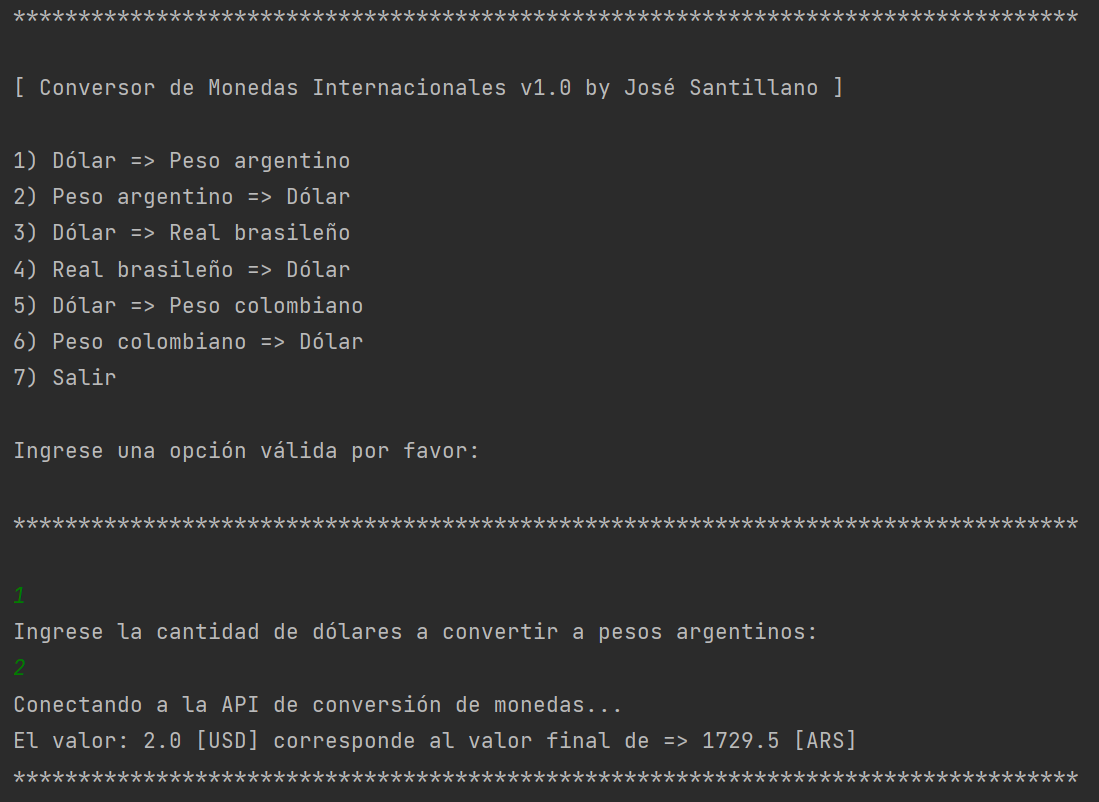 **********************************************************************************
[ Conversor de Monedas Internacionales v1.0 by José Santillano ]
1) Dólar => Peso argentino
2) Peso argentino => Dólar
3) Dólar => Real brasileño
4) Real brasileño => Dólar
5) Dólar => Peso colombiano
6) Peso colombiano => Dólar
7) Salir
Ingrese una opción válida por favor:
**********************************************************************************
1
Ingrese la cantidad de dólares a convertir a pesos argentinos:
2
Conectando a la API de conversión de monedas...
El valor: 2.0 [USD] corresponde al valor final de => 1729.5 [ARS]
**********************************************************************************